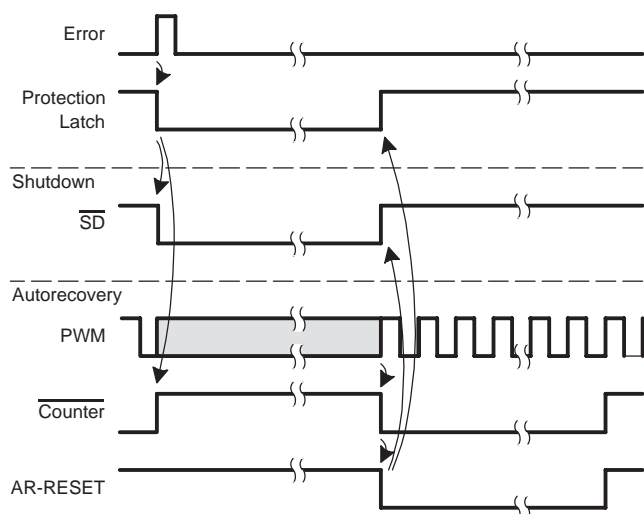 Error
Protection
Latch
Shutdown
SD
Autorecovery
PWM
Counter
AR-RESET